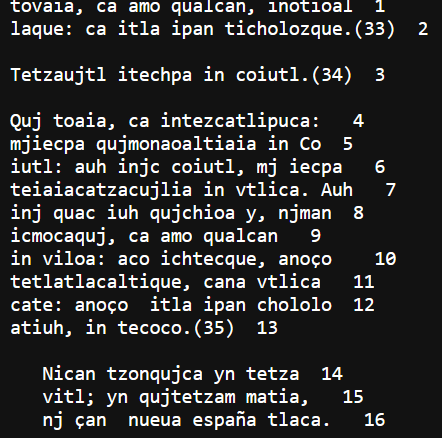 tovaia, ca amo qualcan, inotioal 1
laque: ca itla ipan ticholozque.(33) 2
Tetzaujtl itechpa in coiutl.(34) 3
Quj toaia, ca intezcatlipuca: 4
mjiecpa qujmonaoaltiaia in Co 5
iutl: auh injc coiutl, mj iecpa 6
teiaiacatzacujlia in vtlica. Auh 7
inj quac iuh qujchioa y, njman 8
icmocaquj, ca amo qualcan 9
in viloa: aco ichtecque, anoço 10
tetlatlacaltique, cana vtlica 11
cate: anoço itla ipan chololo 12
atiuh, in tecoco.(35) 13
Nican tzonqujca yn tetza 14
vitl; yn qujtetzam matia, 15
nj çan nueua españa tlaca. 16